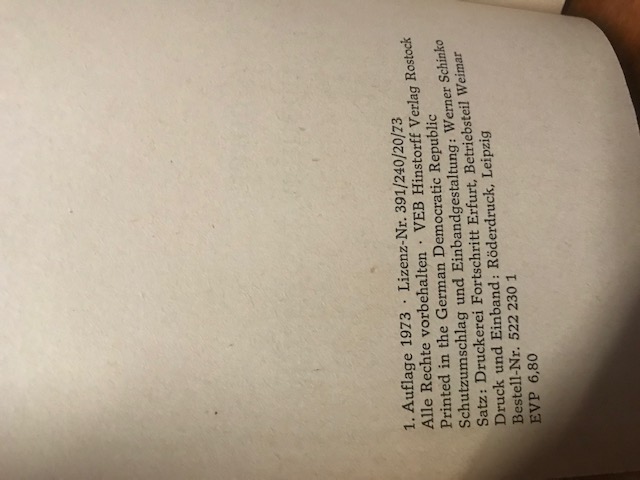 1. Auflage 1973 · Lizenz-Nr. 391/240/20/73
Alle Rechte vorbehalten · VEB Hinstorff Verlag Rostock
Printed in the German Democratic Republic
Schutzumschlag und Einbandgestaltung: Werner Schinko
Satz: Druckerei Fortschritt Erfurt, Betriebsteil Weimar
Druck und Einband: Röderdruck, Leipzig
Bestell-Nr. 522 230 1
EVP 6,80